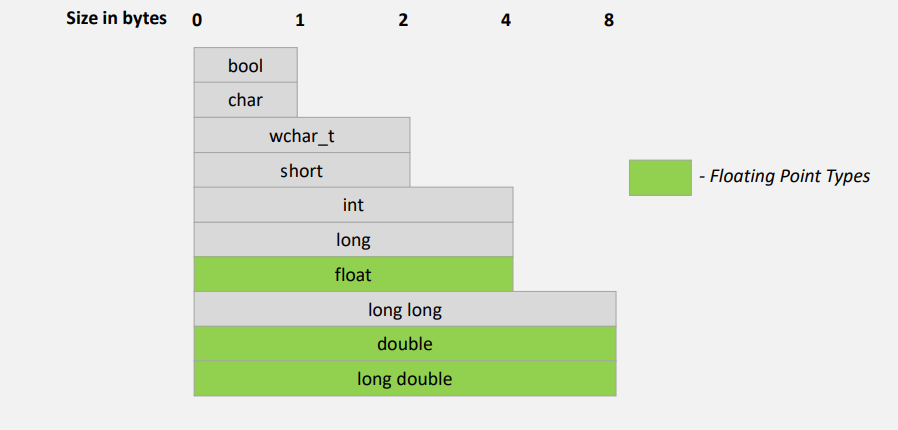 Size in bytes 0 1 2 4 8
bool
char
wchar_t
short
int
long
float
long long
double
long double
- Floating Point Types